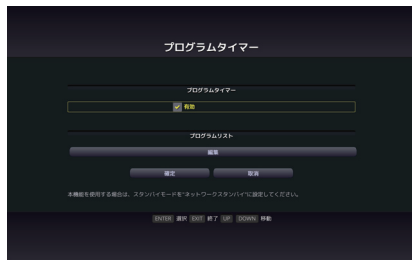 プログラムタイマー
プログラムタイマー
有効
プログラムリスト
編集
確定 取消
本機能を使用する場合は、スタンバイモードを"ネットワークスタンバイ"に設定してください。
ENTER 選択 EXIT 終了 UP DOWN 移動